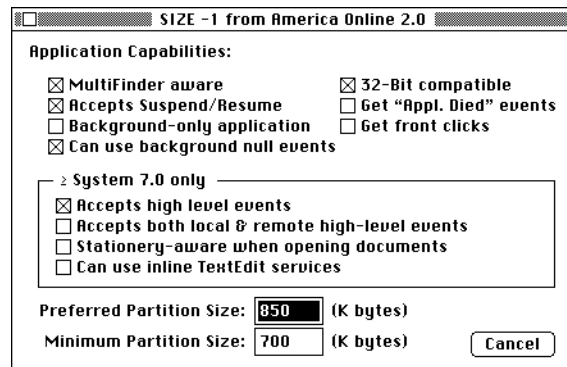 SIZE -1 from America Online 2.0
Application Capabilities:
MultiFinder aware
32-Bit compatible
Accepts Suspend/Resume
Get “Appl. Died” events
Background-only application
Get front clicks
Can use background null events
≥ System 7.0 only
Accepts high level events
Accepts both local & remote high-level events
Stationery-aware when opening documents
Can use inline TextEdit services
Preferred Partition Size: 850 (K bytes)
Minimum Partition Size: 700 (K bytes)
Cancel